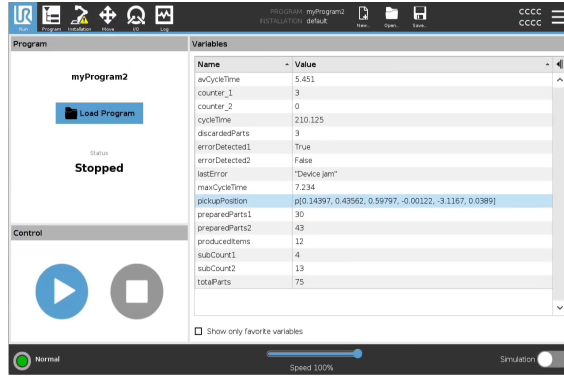 UR
PROGRAM myProgram2
INSTALLATION default
CCCC
CCCC
Run Program Installation Move I/O Log New... Open... Save...
Program
Variables
myProgram2
Load Program
Status
Stopped
Control
Name Value
avCycleTime 5.451
counter_1 3
counter_2 0
cycleTime 210.125
discardedParts 3
errorDetected1 True
errorDetected2 False
lastError "Device jam"
maxCycleTime 7.234
pickupPosition p[0.14397, 0.43562, 0.59797, -0.00122, -3.1167, 0.0389]
preparedParts1 30
preparedParts2 43
producedItems 12
subCount1 4
subCount2 13
totalParts 75
Show only favorite variables
Normal
Speed 100%
Simulation